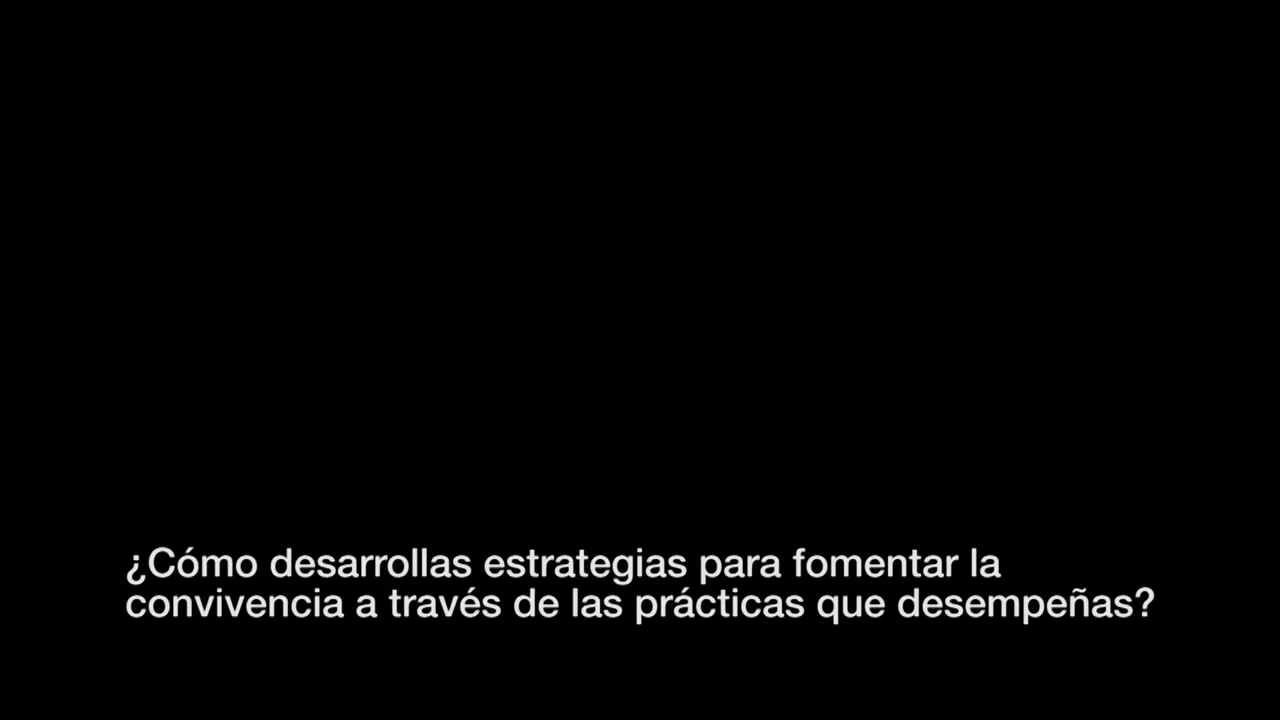 ¿Cómo desarrollas estrategias para fomentar la
convivencia a través de las prácticas que desempeñas?